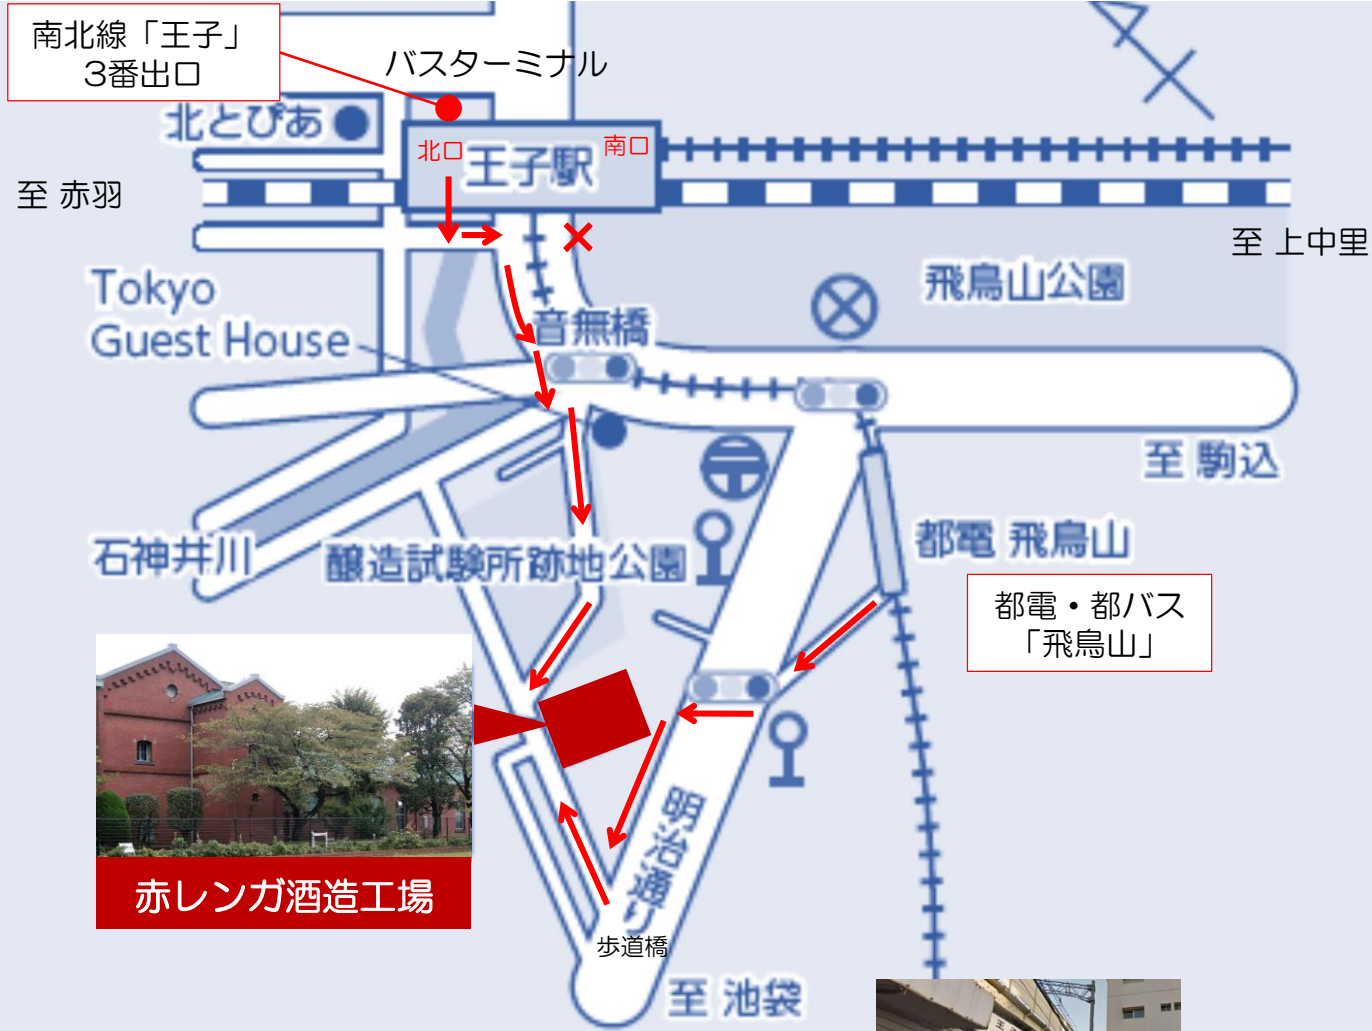 南北線「王子」
3番出口
バスターミナル
北とぴあ
北口
王子駅
南口
至 赤羽
至 上中里
Tokyo
Guest House
飛鳥山公園
音無橋
至 駒込
石神井川
醸造試験所跡地公園
都電 飛鳥山
都電・都バス
「飛鳥山」
赤レンガ酒造工場
明治通り
歩道橋
至 池袋